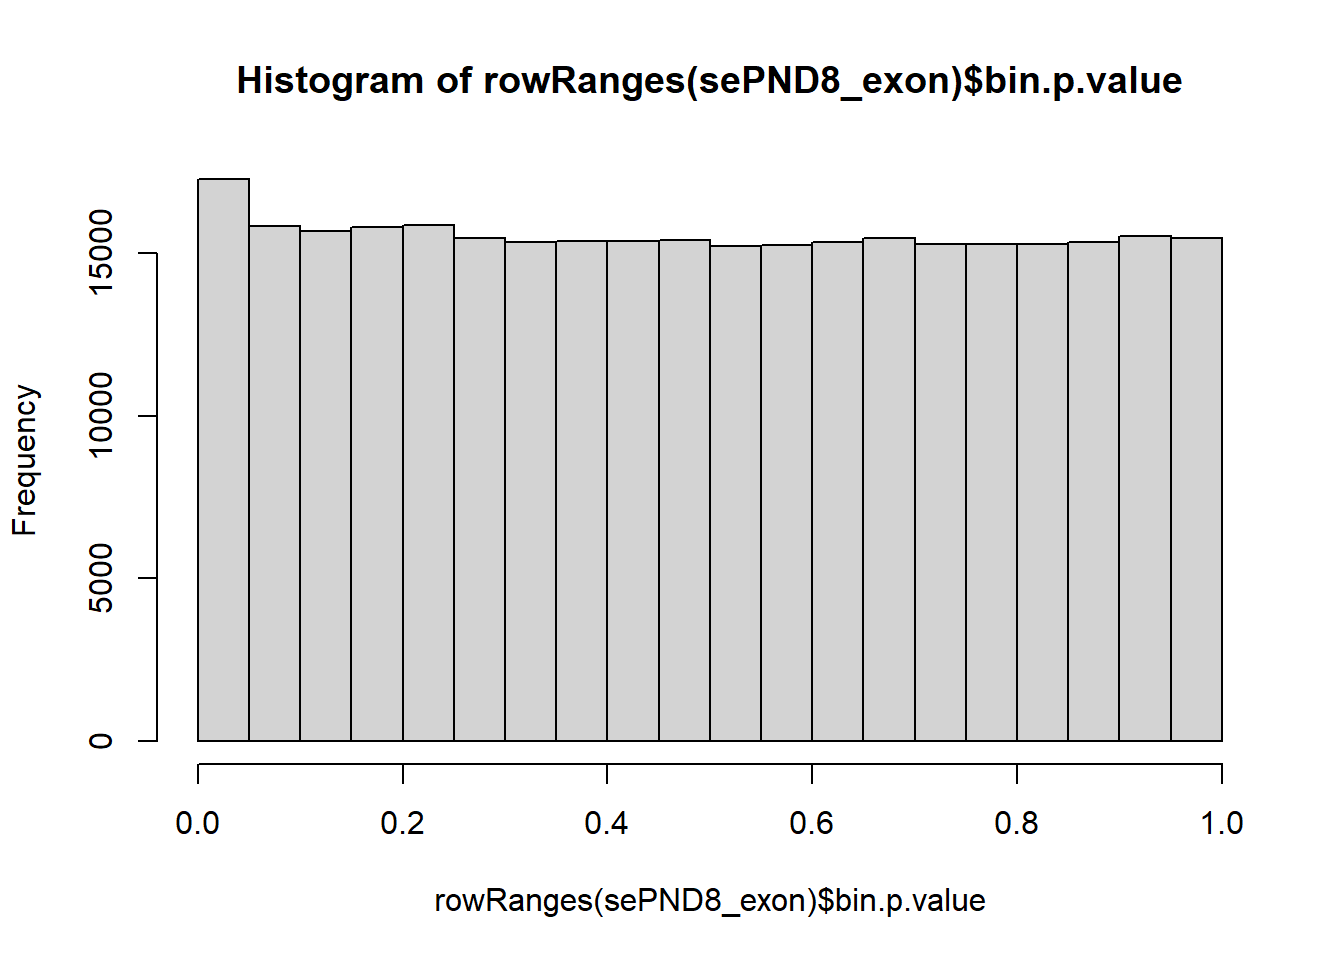 Histogram of rowRanges(sePND8_exon)$bin.p.value
Frequency
15000
10000
5000
0
0.0 0.2 0.4 0.6 0.8 1.0
rowRanges(sePND8_exon)$bin.p.value